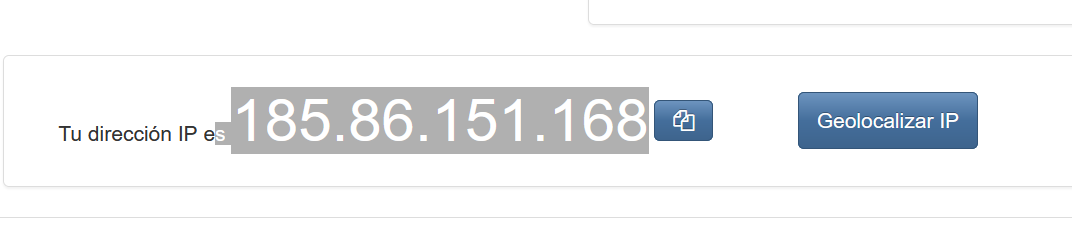 Tu dirección IP es 185.86.151.168 Geolocalizar IP